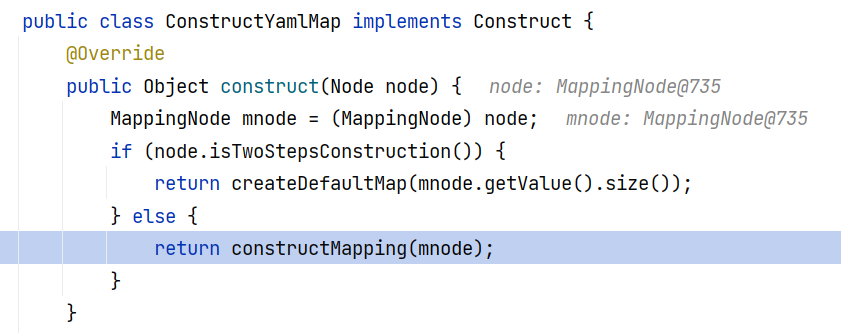 public class ConstructYamlMap implements Construct {
    @Override
    public Object construct(Node node) {  node: MappingNode@735
        MappingNode mnode = (MappingNode) node;  mnode: MappingNode@735
        if (node.isTwoStepsConstruction()) {
            return createDefaultMap(mnode.getValue().size());
        } else {
            return constructMapping(mnode);
        }
    }